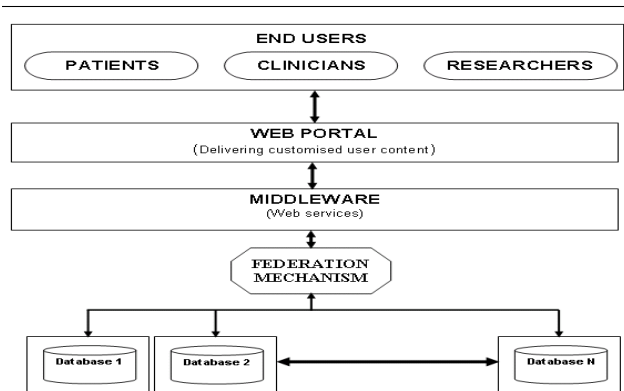 END USERS
PATIENTS
CLINICIANS
RESEARCHERS
WEB PORTAL
(Delivering customised user content)
MIDDLEWARE
(Web services)
FEDERATION
MECHANISM
Database 1
Database 2
Database N